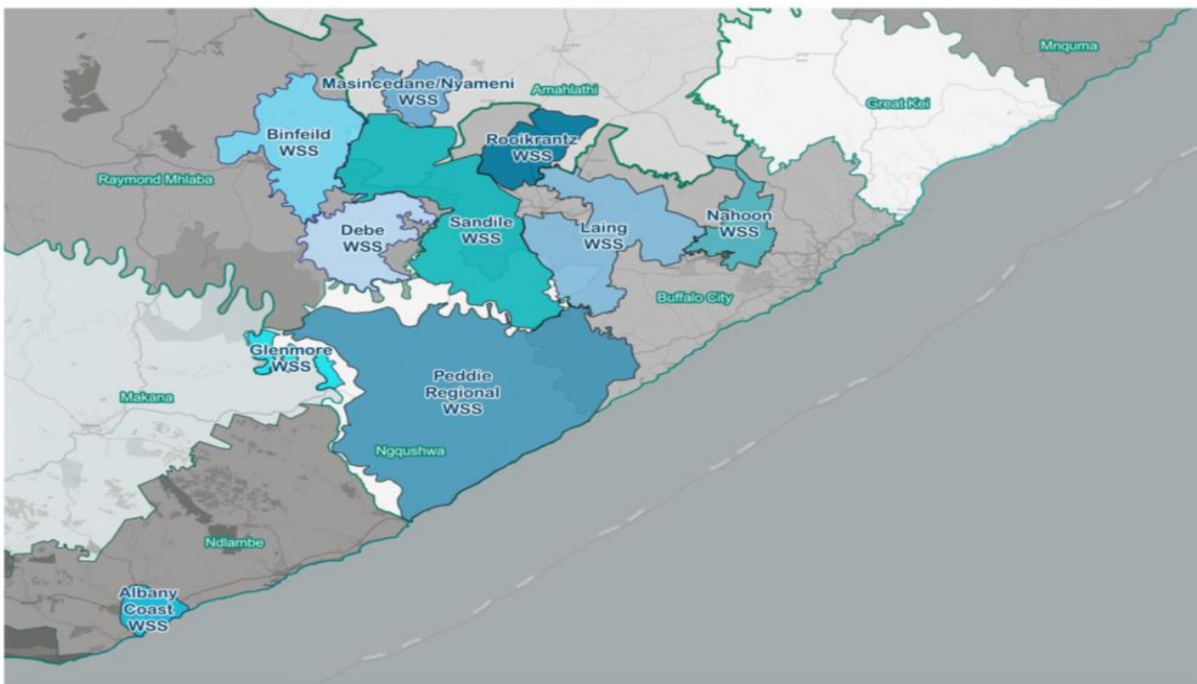 Mnquma
Masincedane/Nyameni
WSS
Amahlathi
Great Kei
Binfeild
WSS
Rooikrantz
WSS
Raymond Mhlaba
Debe
WSS
Sandile
WSS
Laing
WSS
Nahoon
WSS
Buffalo City
Glenmore
WSS
Peddie
Regional
WSS
Makana
Ngqushwa
Ndlambe
Albany
Coast
WSS